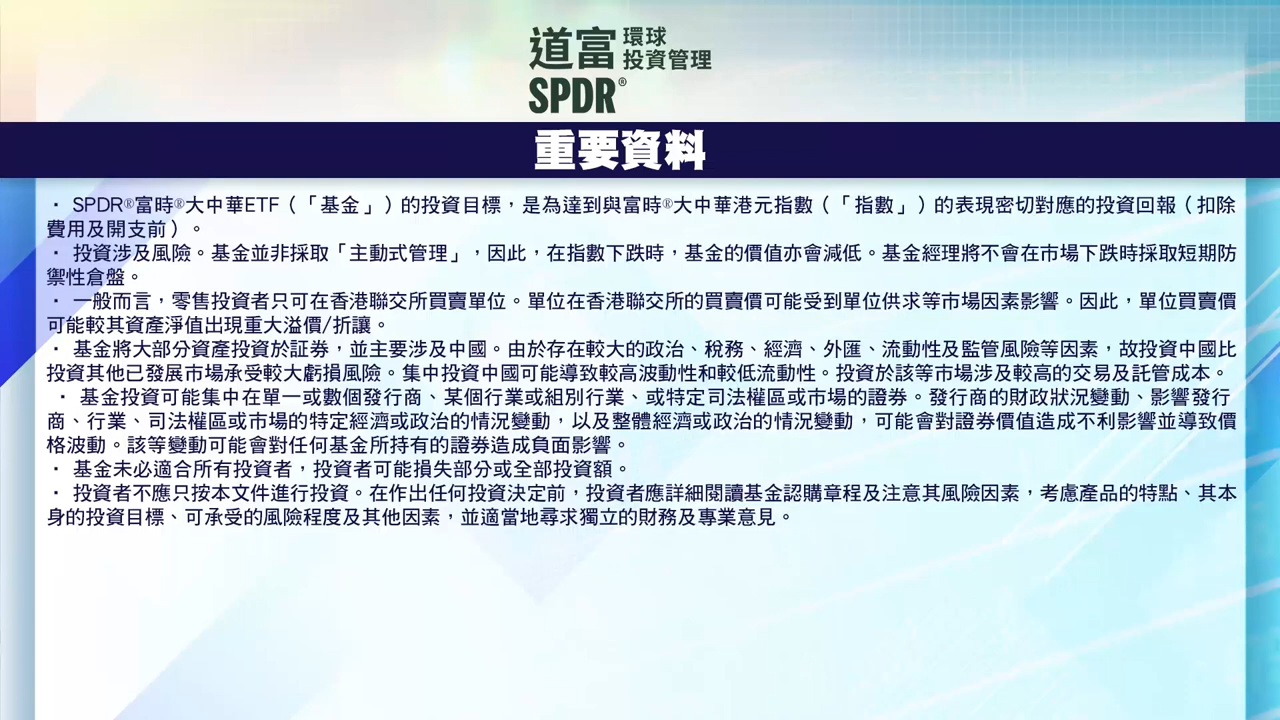 道富 環球
投資管理
SPDR®
重要資料
· SPDR®富時®大中華ETF（「基金」）的投資目標，是為達到與富時®大中華港元指數（「指數」）的表現密切對應的投資回報（扣除
費用及開支前）。
· 投資涉及風險。基金並非採取「主動式管理」，因此，在指數下跌時，基金的價值亦會減低。基金經理將不會在市場下跌時採取短期防
禦性倉盤。
· 一般而言，零售投資者只可在香港聯交所買賣單位。單位在香港聯交所的買賣價可能受到單位供求等市場因素影響。因此，單位買賣價
可能較其資產淨值出現重大溢價/折讓。
· 基金將大部分資產投資於証券，並主要涉及中國。由於存在較大的政治、稅務、經濟、外匯、流動性及監管風險等因素，故投資中國比
投資其他已發展市場承受較大虧損風險。集中投資中國可能導致較高波動性和較低流動性。投資於該等市場涉及較高的交易及託管成本。
· 基金投資可能集中在單一或數個發行商、某個行業或組別行業、或特定司法權區或市場的證券。發行商的財政狀況變動、影響發行
商、行業、司法權區或市場的特定經濟或政治的情況變動，以及整體經濟或政治的情況變動，可能會對證券價值造成不利影響並導致價
格波動。該等變動可能會對任何基金所持有的證券造成負面影響。
· 基金未必適合所有投資者，投資者可能損失部分或全部投資額。
· 投資者不應只按本文件進行投資。在作出任何投資決定前，投資者應詳細閱讀基金認購章程及注意其風險因素，考慮產品的特點、其本
身的投資目標、可承受的風險程度及其他因素，並適當地尋求獨立的財務及專業意見。